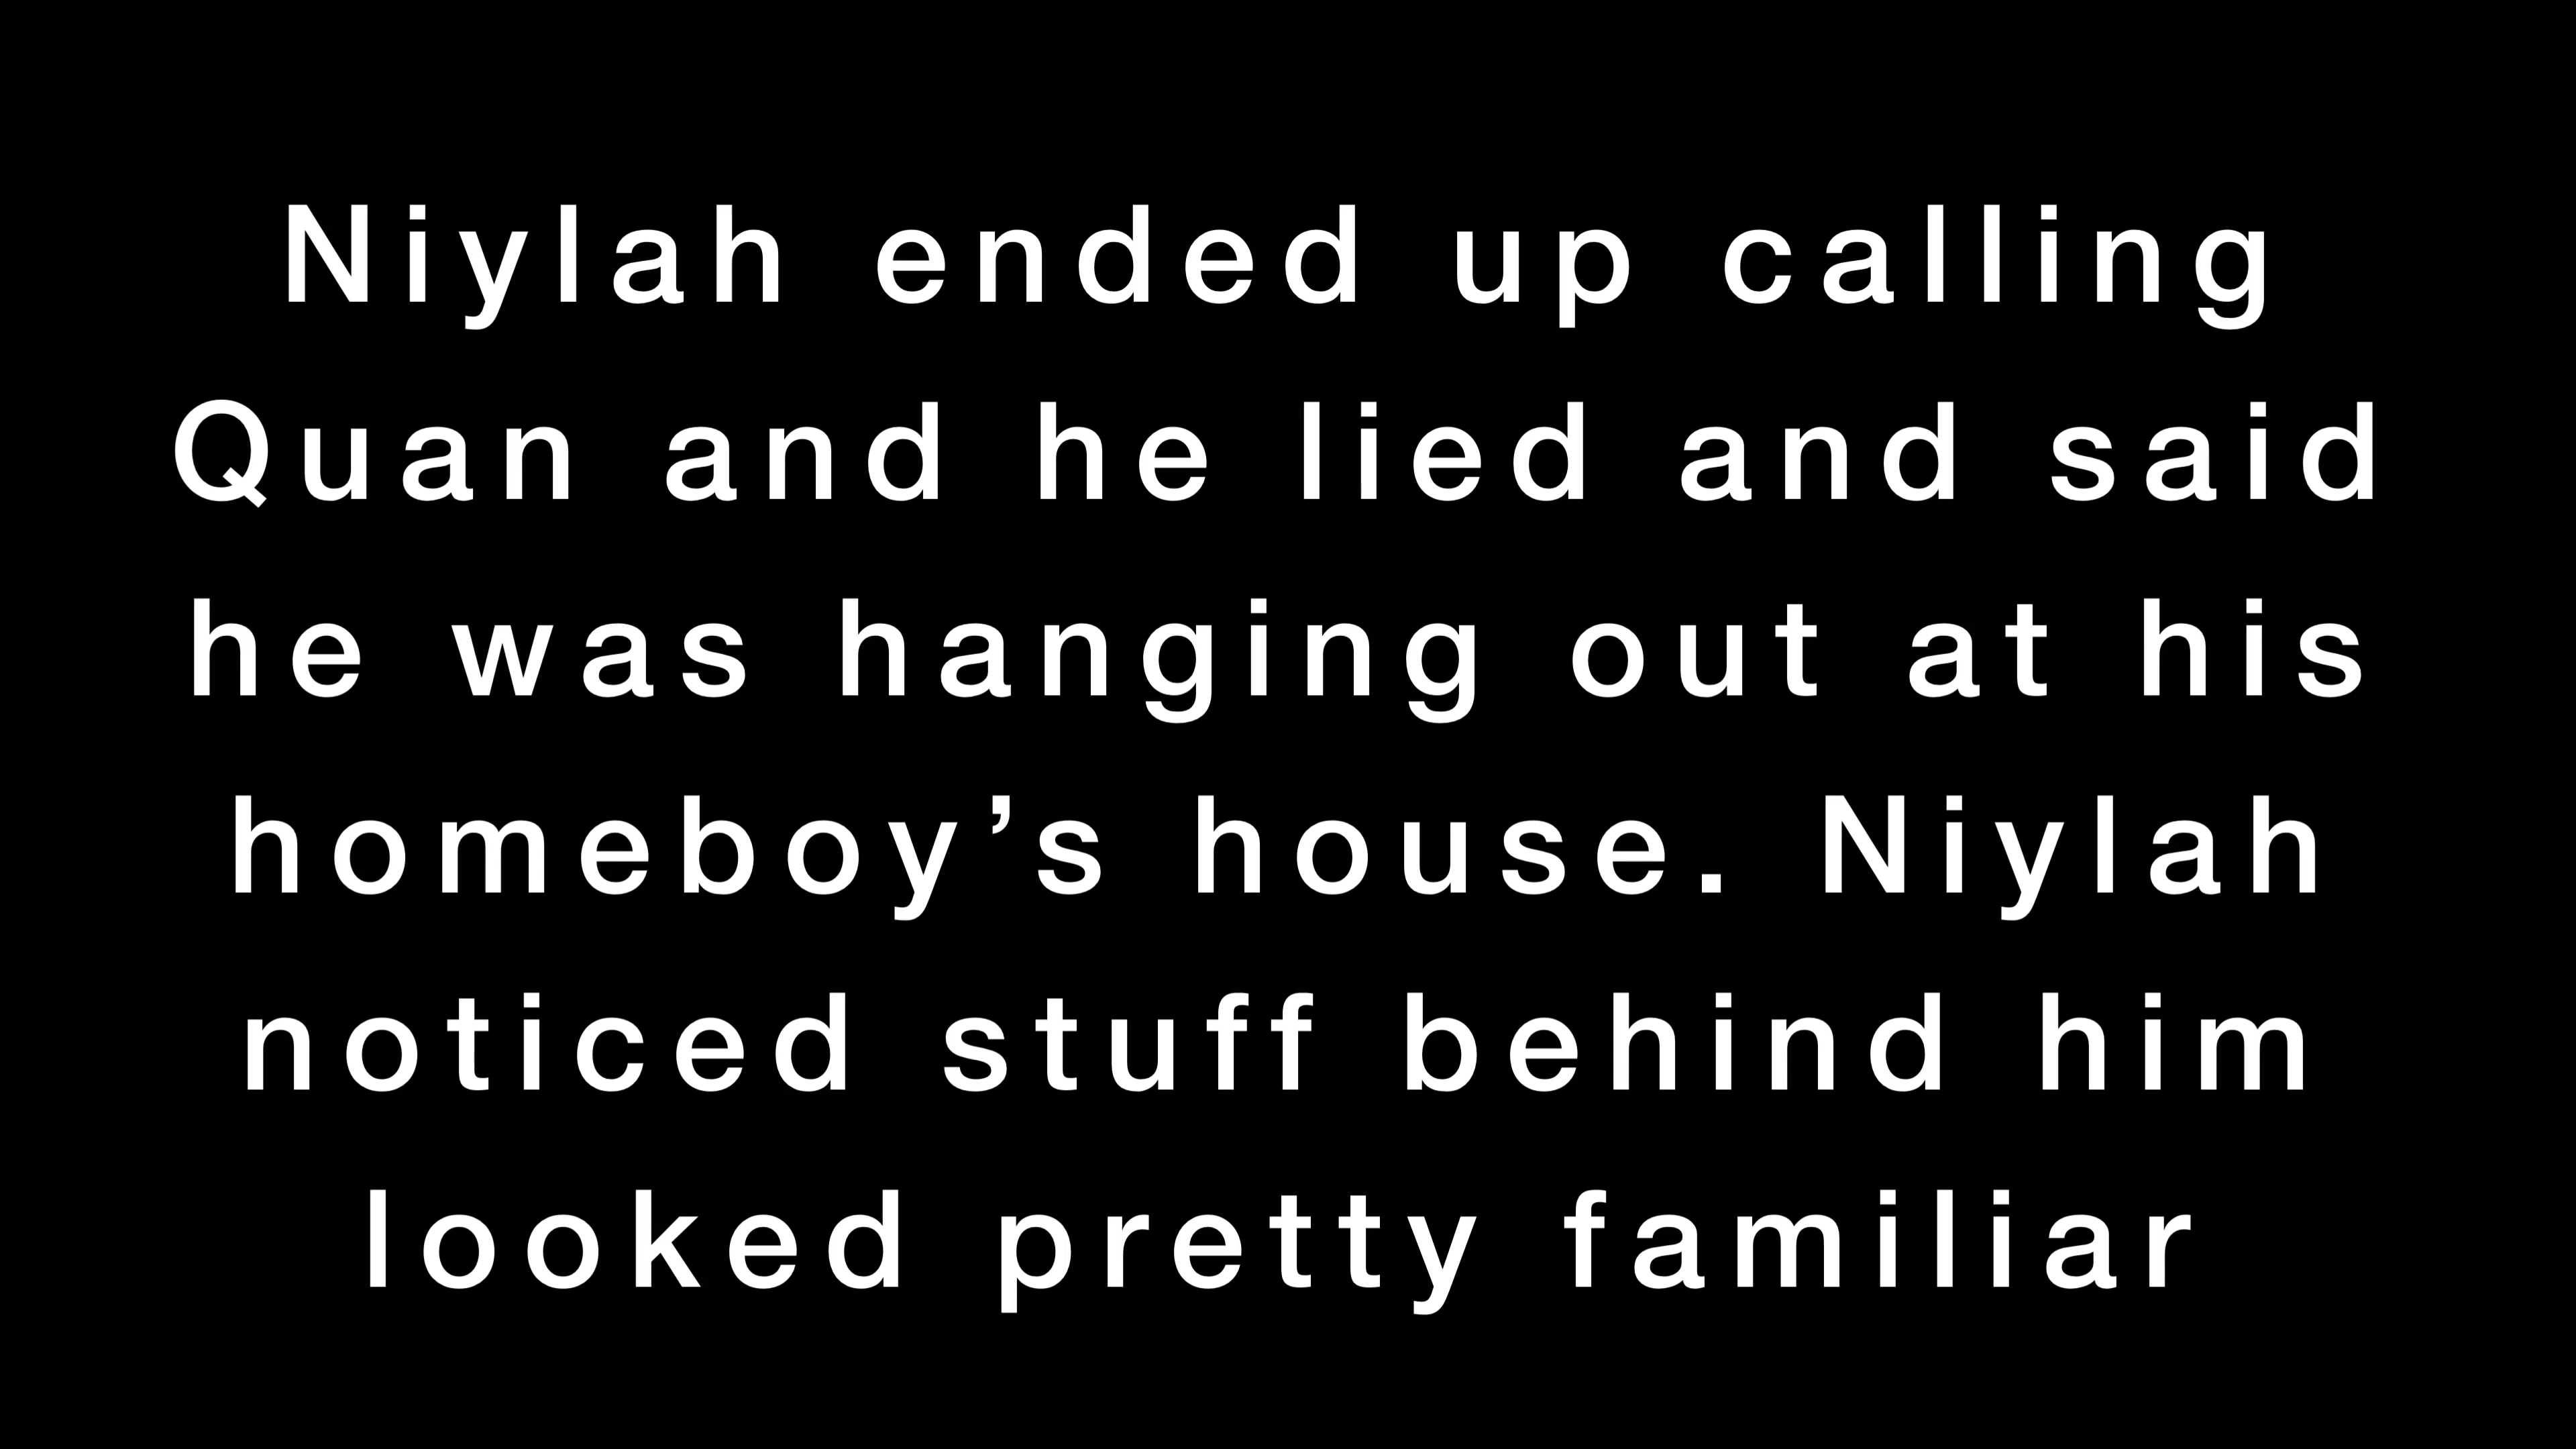 Niylah ended up calling
Quan and he lied and said
he was hanging out at his
homeboy’s house. Niylah
noticed stuff behind him
looked pretty familiar